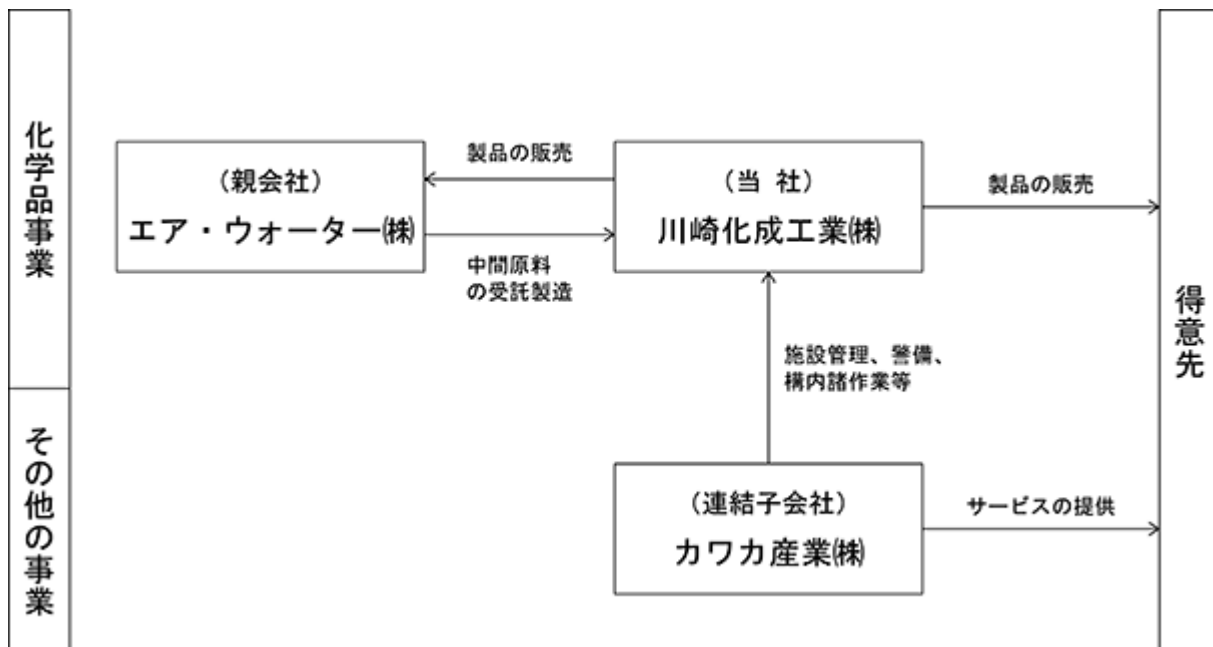 化学品事業
その他の事業
(親会社)
エア・ウォーター㈱
製品の販売
中間原料
の受託製造
(当 社)
川崎化成工業㈱
製品の販売
施設管理、警備、
構内諸作業等
(連結子会社)
カワカ産業㈱
サービスの提供
得意先